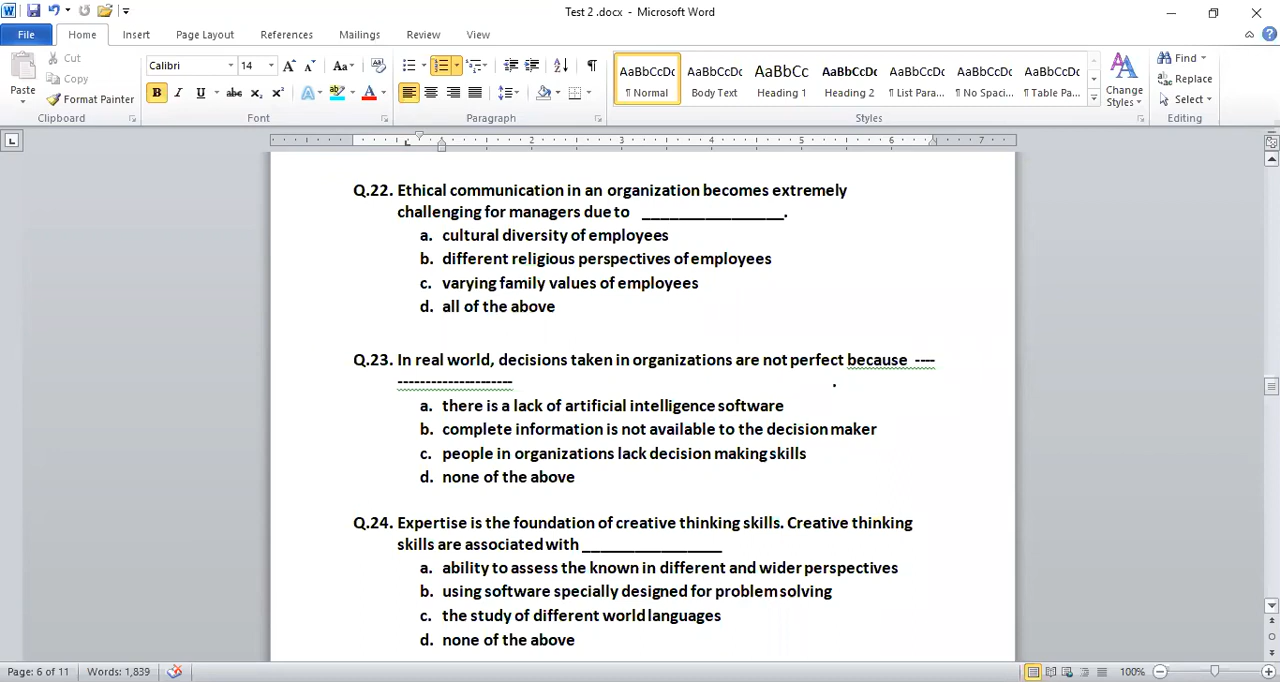 Test 2 .docx - Microsoft Word
File Home Insert Page Layout References Mailings Review View
Paste Cut Copy Format Painter Clipboard
Calibri 14 Font
Paragraph
AaBbCcDc ¶ Normal AaBbCcDc Body Text AaBbCc Heading 1 AaBbCcDc Heading 2 AaBbCcDc ¶ List Para... AaBbCcDc ¶ No Spaci... AaBbCcDc ¶ Table Pa... Styles
Change Styles
Find Replace Select Editing
1 2 3 4 5 6 7
Q.22. Ethical communication in an organization becomes extremely
challenging for managers due to ________________.
a. cultural diversity of employees
b. different religious perspectives of employees
c. varying family values of employees
d. all of the above
Q.23. In real world, decisions taken in organizations are not perfect because ----
---------------------- .
a. there is a lack of artificial intelligence software
b. complete information is not available to the decision maker
c. people in organizations lack decision making skills
d. none of the above
Q.24. Expertise is the foundation of creative thinking skills. Creative thinking
skills are associated with ________________
a. ability to assess the known in different and wider perspectives
b. using software specially designed for problem solving
c. the study of different world languages
d. none of the above
Page: 6 of 11 Words: 1,839 100%